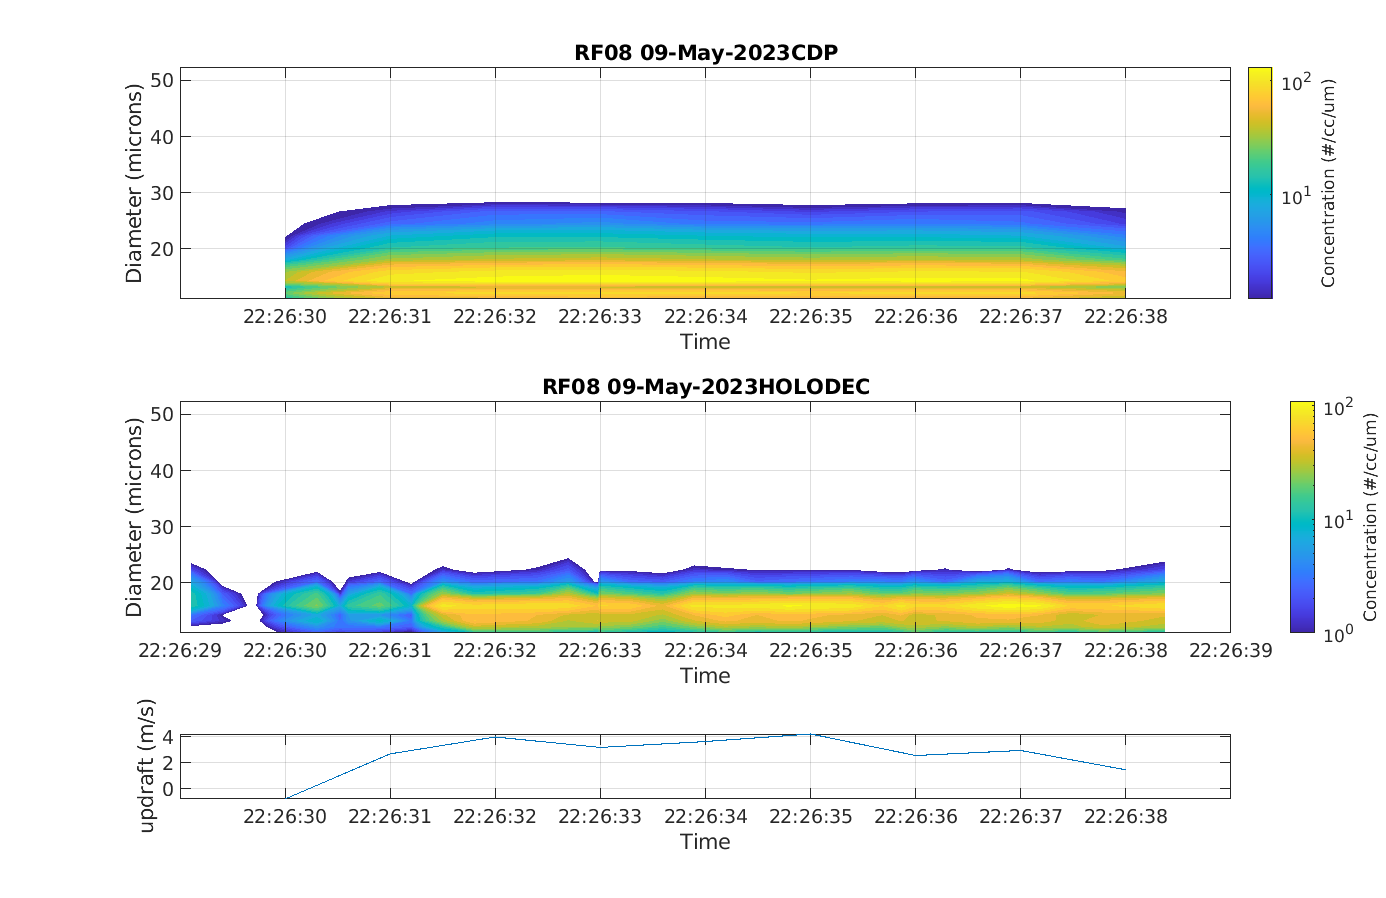 RF08 09-May-2023CDP
50
40
30
20
Diameter (microns)
22:26:30 22:26:31 22:26:32 22:26:33 22:26:34 22:26:35 22:26:36 22:26:37 22:26:38
Time
10^2
10^1
Concentration (#/cc/um)
RF08 09-May-2023HOLODEC
50
40
30
20
Diameter (microns)
22:26:29 22:26:30 22:26:31 22:26:32 22:26:33 22:26:34 22:26:35 22:26:36 22:26:37 22:26:38 22:26:39
Time
10^2
10^1
10^0
Concentration (#/cc/um)
4
2
0
updraft (m/s)
22:26:30 22:26:31 22:26:32 22:26:33 22:26:34 22:26:35 22:26:36 22:26:37 22:26:38
Time